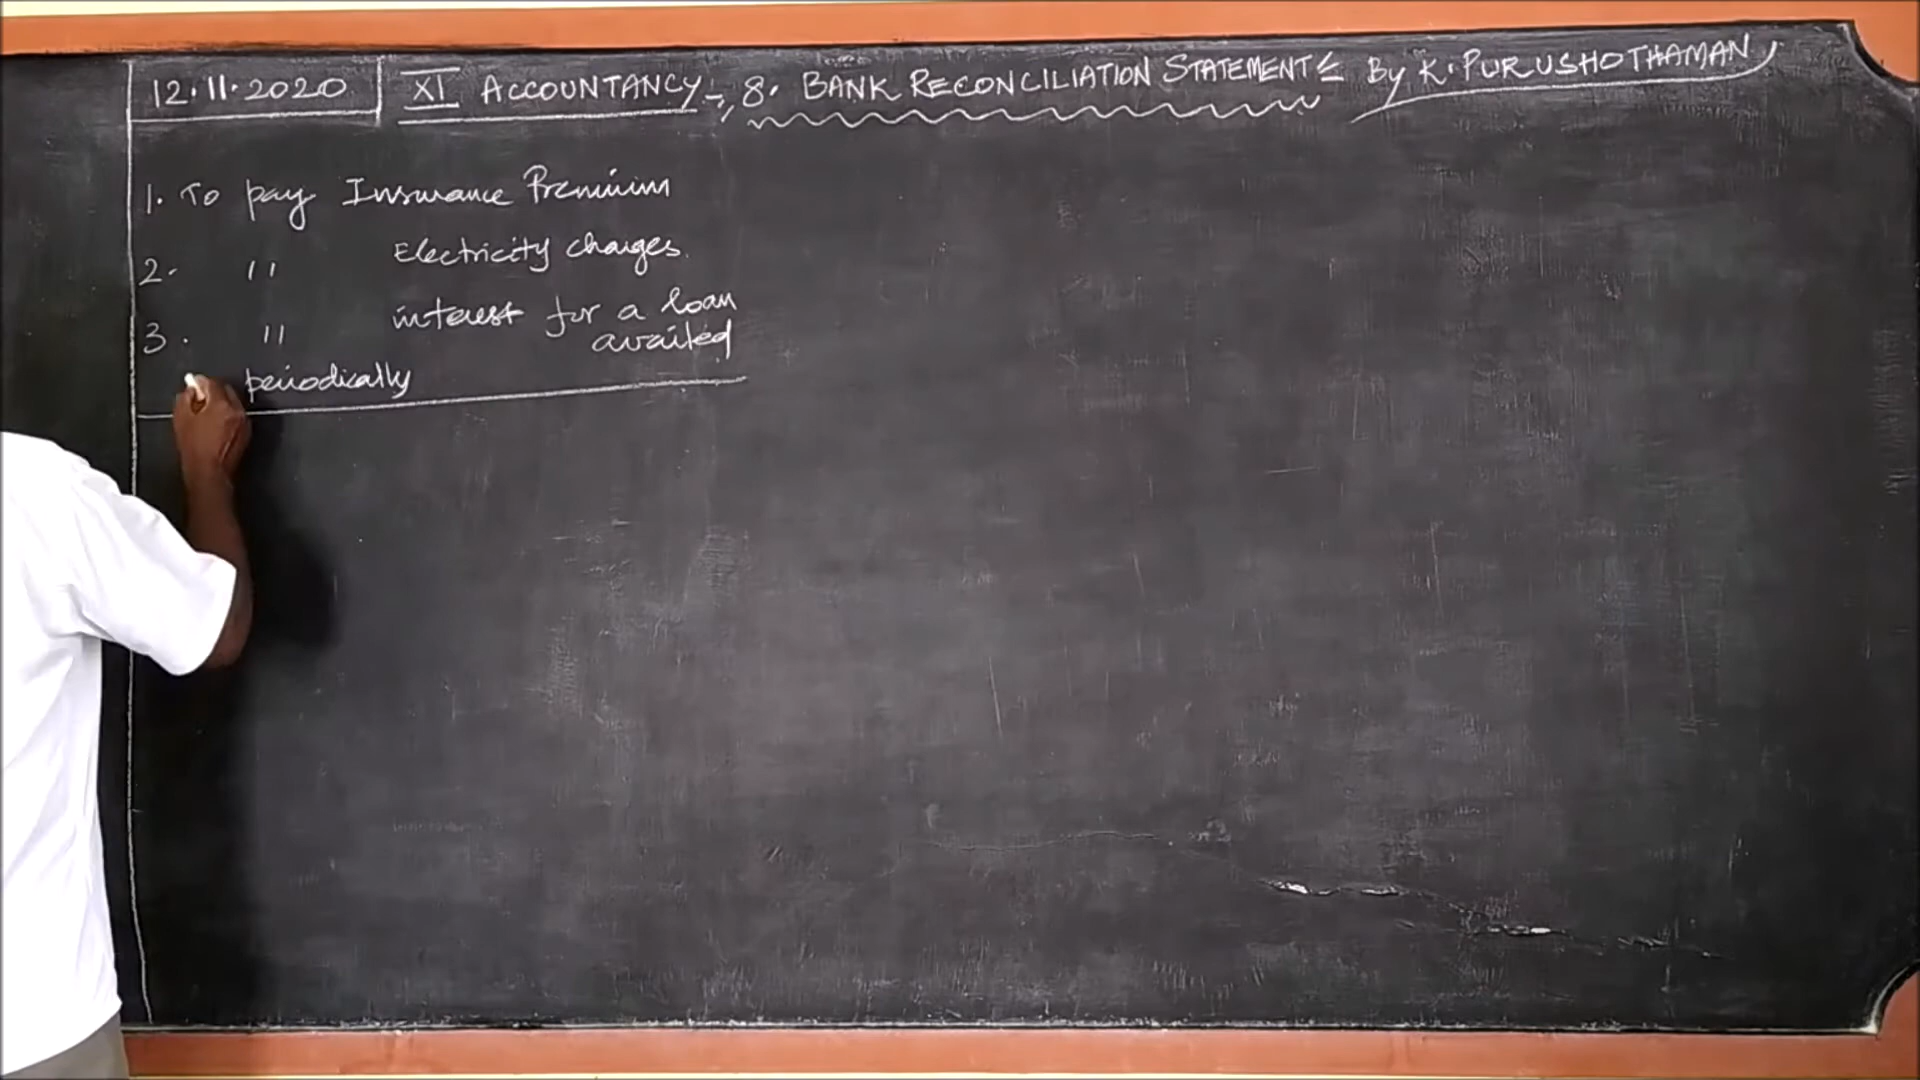 12.11.2020 XI ACCOUNTANCY :- 8. BANK RECONCILIATION STATEMENT :- By K. PURUSHOTHAMAN
1. To pay Insurance Premium
2. " Electricity charges.
3. " interest for a loan
availed
periodically